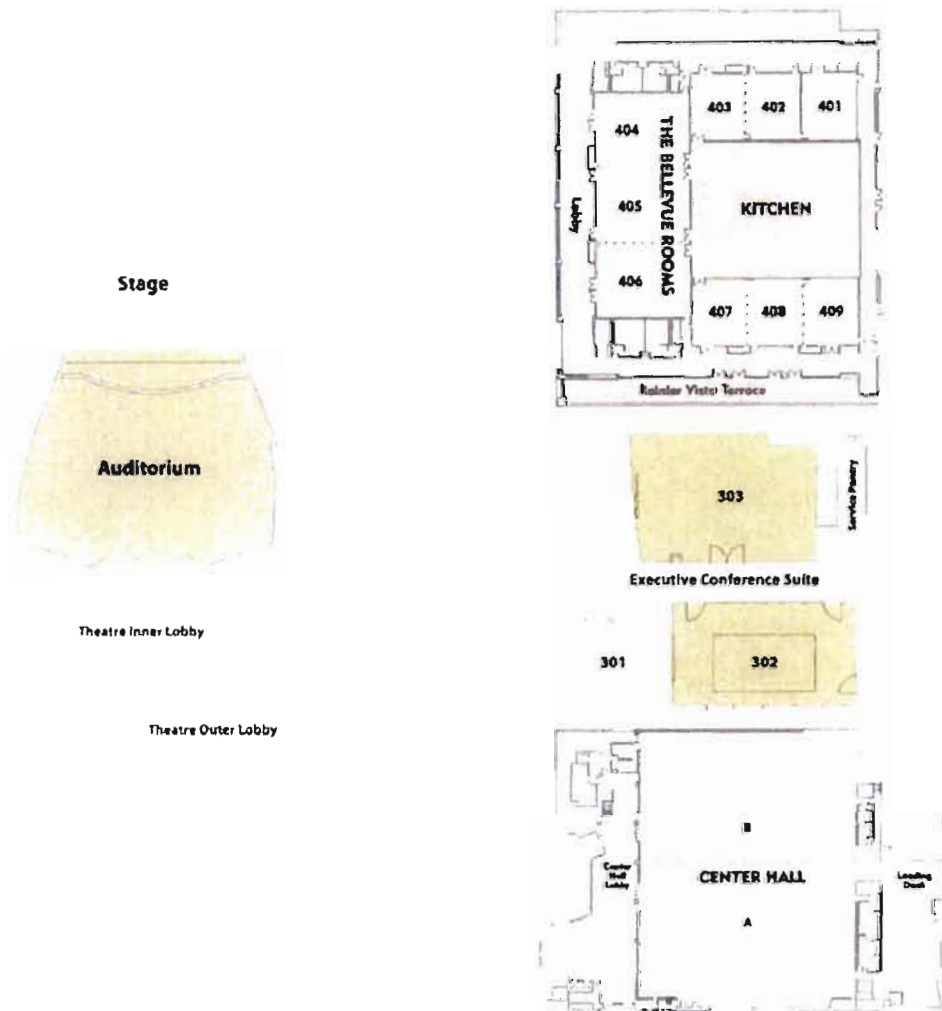 403
402
401
404
THE BELLEVUE ROOMS
405
Lobby
KITCHEN
406
407
408
409
Rainier Vista Terrace
Stage
Auditorium
303
Service Pantry
Executive Conference Suite
Theatre Inner Lobby
301
302
Theatre Outer Lobby
B
Center
Hall
Lobby
CENTER HALL
Loading
Dock
A